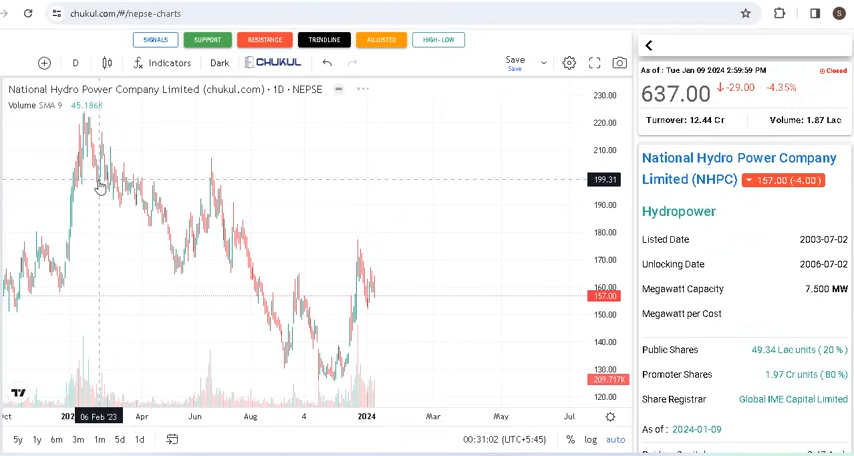 chukul.com/#/nepse-charts
S
SIGNALS SUPPORT RESISTANCE TRENDLINE ADJUSTED HIGH-LOW
D Indicators Dark CHUKUL Save
Save
National Hydro Power Company Limited (chukul.com) · 1D · NEPSE
Volume SMA 9 45.186K
230.00
220.00
210.00
199.31
190.00
180.00
170.00
160.00
157.00
150.00
140.00
130.00
209.717K
120.00
Oct 202 06 Feb '23 Apr Jun Aug 4 2024 Mar May Jul
5y 1y 6m 3m 1m 5d 1d 00:31:02 (UTC+5:45) % log auto
As of : Tue Jan 09 2024 2:59:59 PM Closed
637.00 -29.00 -4.35%
Turnover: 12.44 Cr Volume: 1.87 Lac
National Hydro Power Company
Limited (NHPC) 157.00 (-4.00)
Hydropower
Listed Date 2003-07-02
Unlocking Date 2006-07-02
Megawatt Capacity 7.500 MW
Megawatt per Cost
Public Shares 49.34 Lac units ( 20 % )
Promoter Shares 1.97 Cr units ( 80 %)
Share Registrar Global IME Capital Limited
As of : 2024-01-09